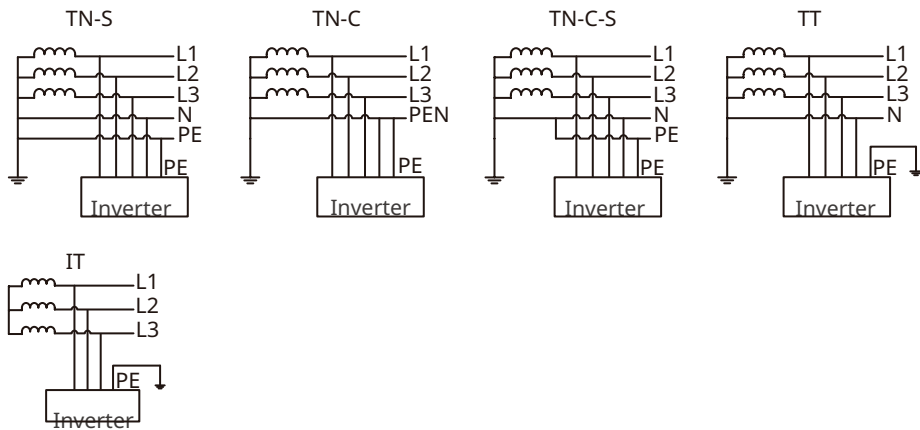 TN-S
L1
L2
L3
N
PE
PE
Inverter
TN-C
L1
L2
L3
PEN
PE
Inverter
TN-C-S
L1
L2
L3
N
PE
PE
Inverter
TT
L1
L2
L3
N
PE
Inverter
IT
L1
L2
L3
PE
Inverter